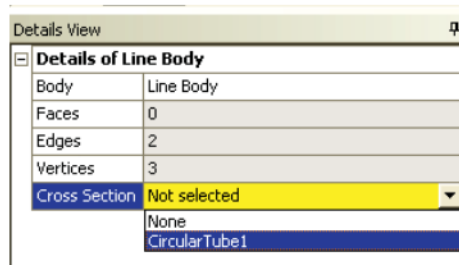 Details View
Details of Line Body
Body Line Body
Faces 0
Edges 2
Vertices 3
Cross Section Not selected
None
CircularTube1